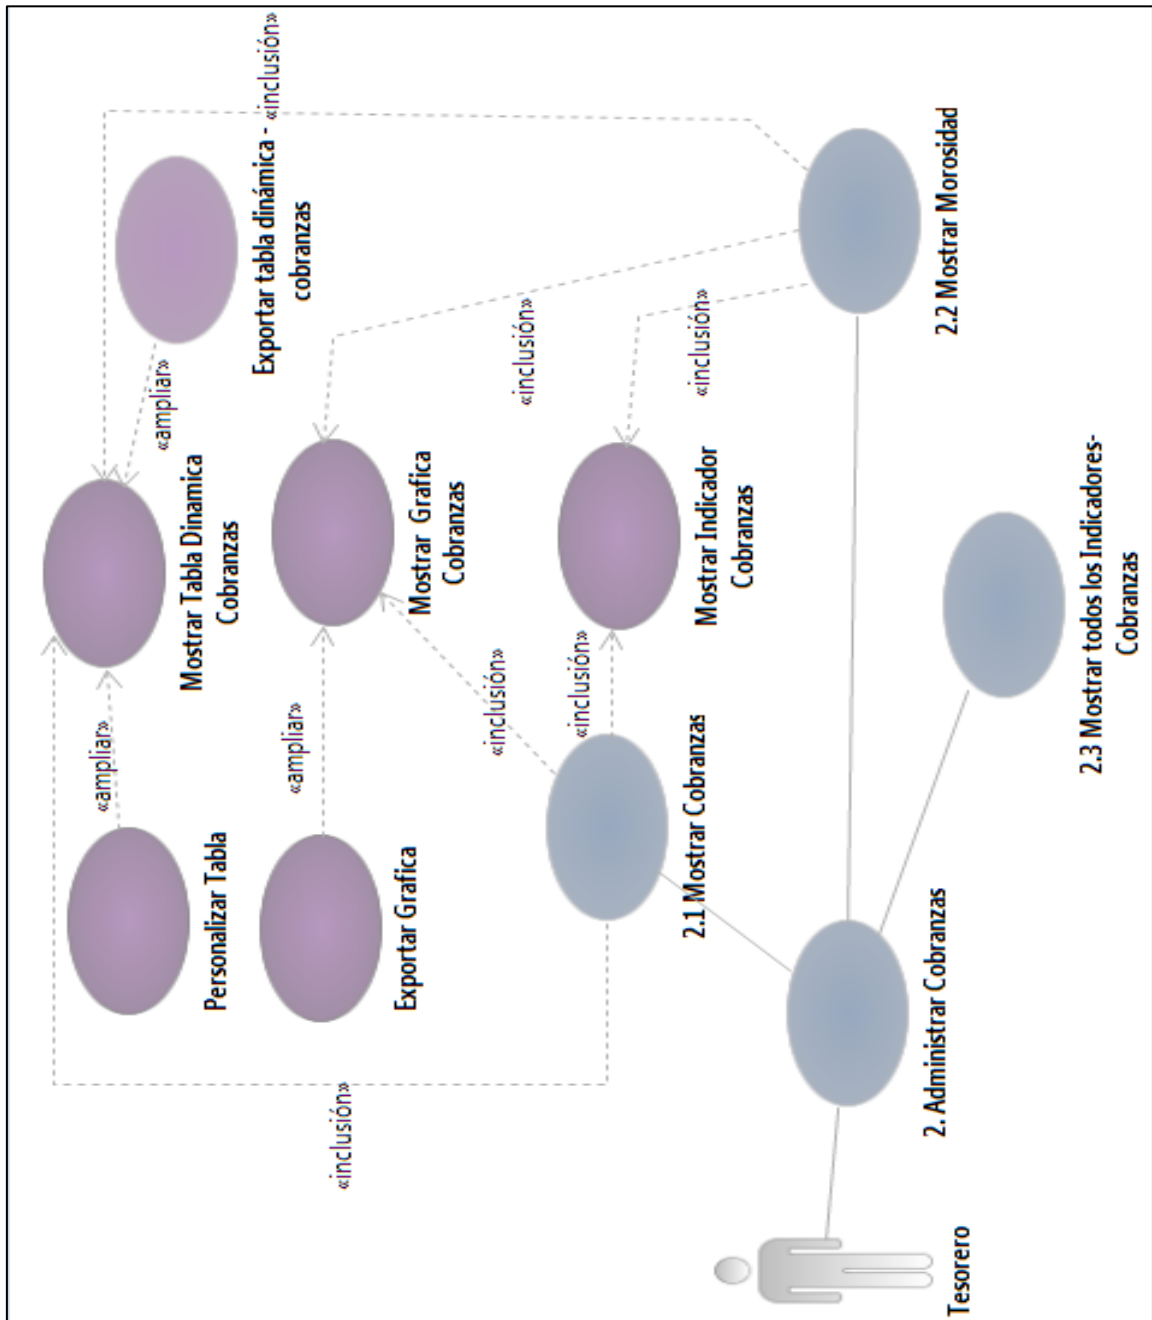 «inclusión»
Exportar tabla dinámica -
cobranzas
«ampliar»
Mostrar Tabla Dinamica
Cobranzas
«ampliar»
Personalizar Tabla
«inclusión»
2.2 Mostrar Morosidad
«inclusión»
Mostrar Grafica
Cobranzas
«ampliar»
Exportar Grafica
«inclusión»
Mostrar Indicador
Cobranzas
«inclusión»
«inclusión»
2.1 Mostrar Cobranzas
«inclusión»
2.3 Mostrar todos los Indicadores-
Cobranzas
2. Administrar Cobranzas
Tesorero